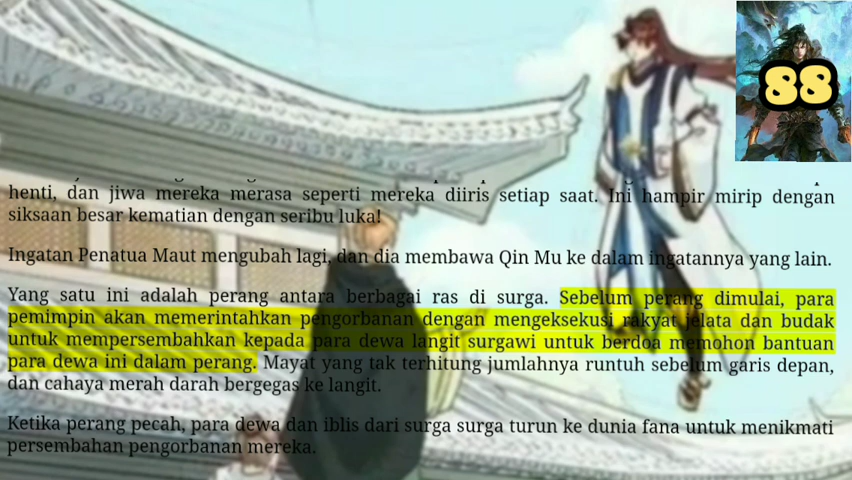 88
henti, dan jiwa mereka merasa seperti mereka diiris setiap saat. Ini hampir mirip dengan
siksaan besar kematian dengan seribu luka!
Ingatan Penatua Maut mengubah lagi, dan dia membawa Qin Mu ke dalam ingatannya yang lain.
Yang satu ini adalah perang antara berbagai ras di surga. Sebelum perang dimulai, para
pemimpin akan memerintahkan pengorbanan dengan mengeksekusi rakyat jelata dan budak
untuk mempersembahkan kepada para dewa langit surgawi untuk berdoa memohon bantuan
para dewa ini dalam perang. Mayat yang tak terhitung jumlahnya runtuh sebelum garis depan,
dan cahaya merah darah bergegas ke langit.
Ketika perang pecah, para dewa dan iblis dari surga surga turun ke dunia fana untuk menikmati
persembahan pengorbanan mereka.